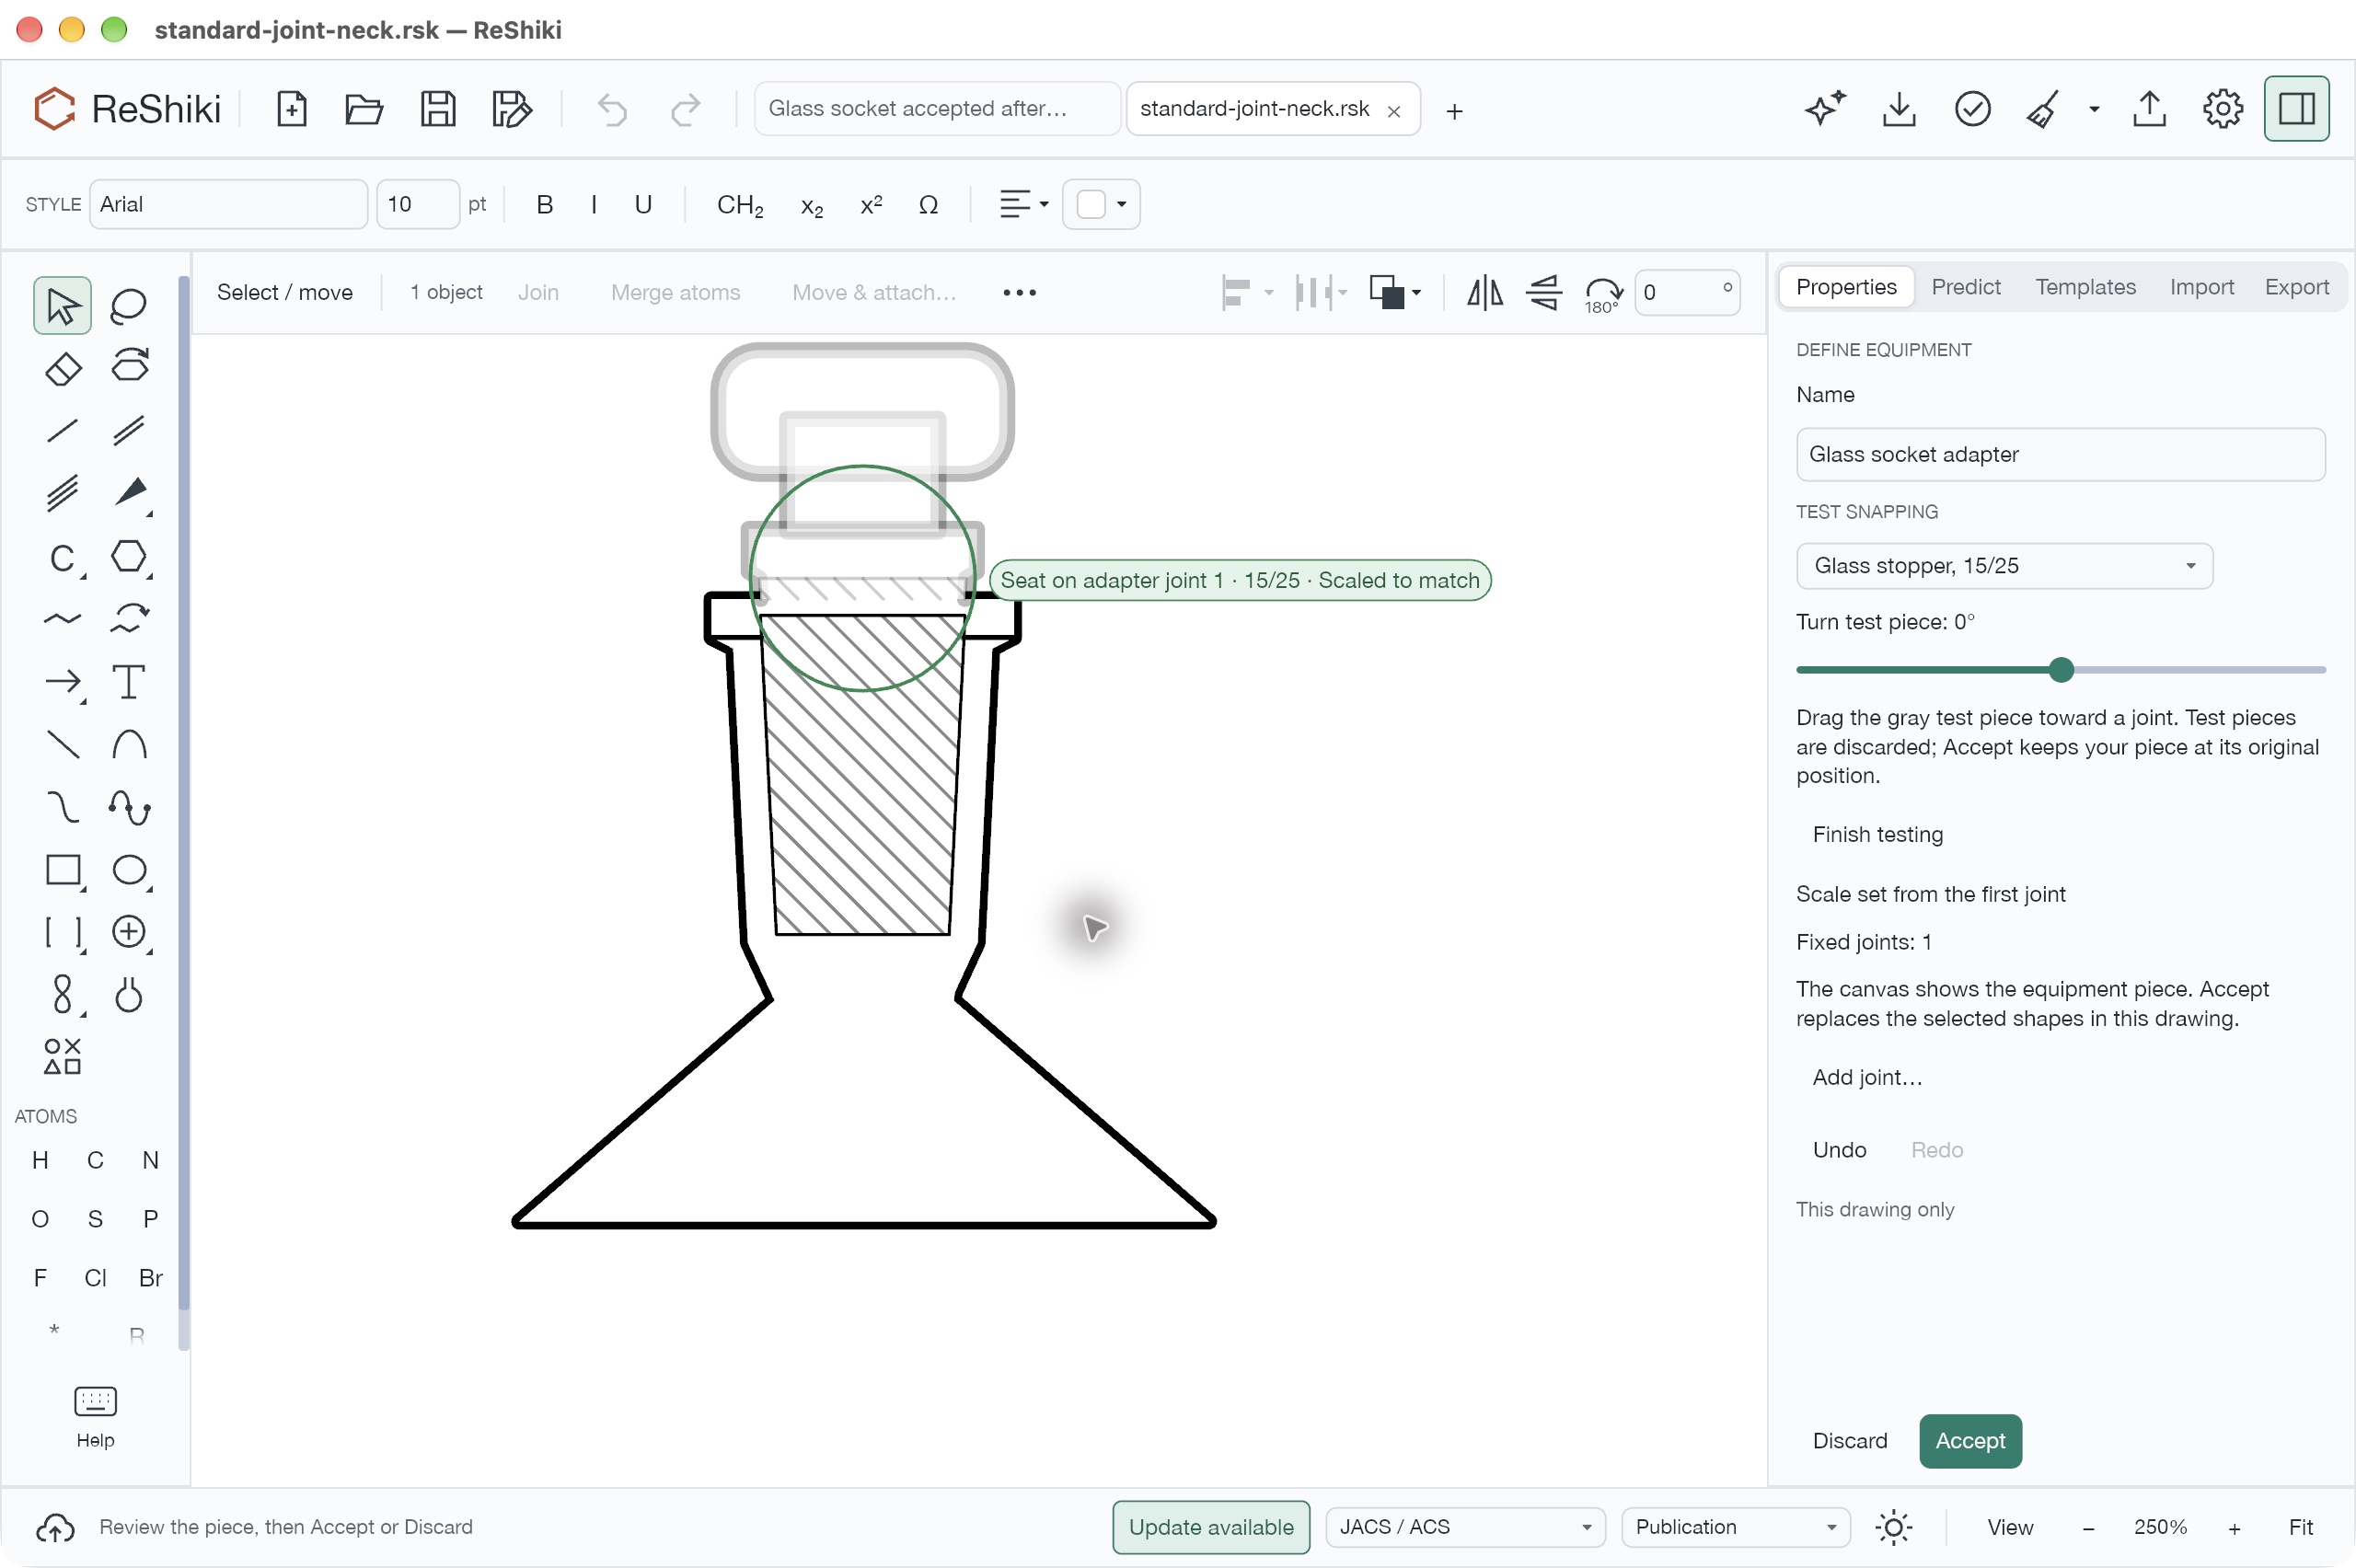 standard-joint-neck.rsk — ReShiki
ReShiki
Glass socket accepted after...
standard-joint-neck.rsk
STYLE
Arial
10
pt
B
I
U
CH₂
x₂
x²
Ω
Select / move
1 object
Join
Merge atoms
Move & attach...
180°
0 °
Properties
Predict
Templates
Import
Export
C
T
ATOMS
H C N
O S P
F Cl Br
* R
Help
Seat on adapter joint 1 · 15/25 · Scaled to match
DEFINE EQUIPMENT
Name
Glass socket adapter
TEST SNAPPING
Glass stopper, 15/25
Turn test piece: 0°
Drag the gray test piece toward a joint. Test pieces
are discarded; Accept keeps your piece at its original
position.
Finish testing
Scale set from the first joint
Fixed joints: 1
The canvas shows the equipment piece. Accept
replaces the selected shapes in this drawing.
Add joint...
Undo
Redo
This drawing only
Discard
Accept
Review the piece, then Accept or Discard
Update available
JACS / ACS
Publication
View
− 250% +
Fit